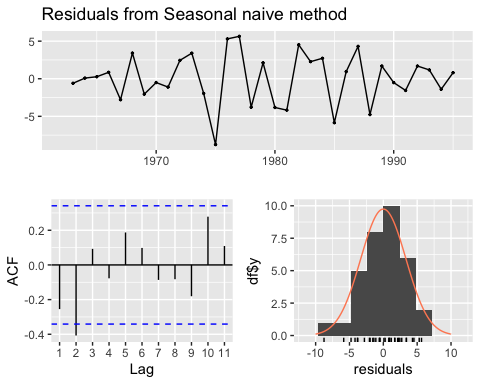 Residuals from Seasonal naive method
5
0
-5
1970 1980 1990
ACF
0.2
0.0
-0.2
-0.4
1 2 3 4 5 6 7 8 9 10 11
Lag
df$y
10.0
7.5
5.0
2.5
0.0
-10 -5 0 5 10
residuals